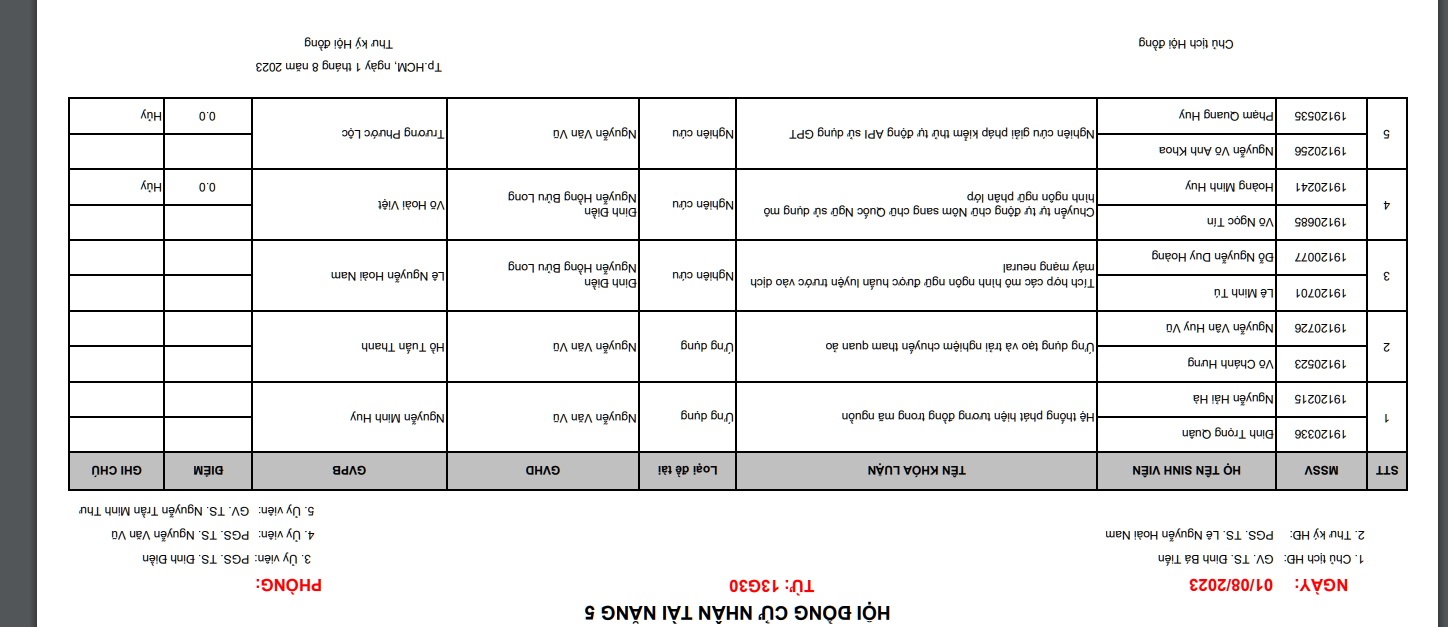 HỘI ĐỒNG CỬ NHÂN TÀI NĂNG 5
NGÀY: 01/08/2023 TỪ: 13G30 PHÒNG:
1. Chủ tịch HĐ: GV. TS. Đinh Bá Tiến 3. Ủy viên: PGS. TS. Đinh Điền
2. Thư ký HĐ: PGS. TS. Lê Nguyễn Hoài Nam 4. Ủy viên: PGS. TS. Nguyễn Văn Vũ
5. Ủy viên: GV. TS. Nguyễn Trần Minh Thư
STT MSSV HỌ TÊN SINH VIÊN TÊN KHÓA LUẬN Loại đề tài GVHD GVPB ĐIỂM GHI CHÚ
1 19120336 Đinh Trọng Quân Hệ thống phát hiện tương đồng trong mã nguồn Ứng dụng Nguyễn Văn Vũ Nguyễn Minh Huy
19120215 Nguyễn Hải Hà
2 19120523 Võ Chánh Hưng Ứng dụng tạo và trải nghiệm chuyến tham quan ảo Ứng dụng Nguyễn Văn Vũ Hồ Tuấn Thanh
19120726 Nguyễn Văn Huy Vũ
3 19120701 Lê Minh Tú Tích hợp các mô hình ngôn ngữ được huấn luyện trước vào dịch
máy mạng neural Nghiên cứu Đinh Điền
Nguyễn Hồng Bửu Long Lê Nguyễn Hoài Nam
19120077 Đỗ Nguyễn Duy Hoàng
4 19120685 Võ Ngọc Tín Chuyển tự tự động chữ Nôm sang chữ Quốc Ngữ sử dụng mô
hình ngôn ngữ phân lớp Nghiên cứu Đinh Điền
Nguyễn Hồng Bửu Long Võ Hoài Việt
19120241 Hoàng Minh Huy 0.0 Hủy
5 19120256 Nguyễn Võ Anh Khoa Nghiên cứu giải pháp kiểm thử tự động API sử dụng GPT Nghiên cứu Nguyễn Văn Vũ Trương Phước Lộc
19120535 Phạm Quang Huy 0.0 Hủy
Tp.HCM, ngày 1 tháng 8 năm 2023
Chủ tịch Hội đồng Thư ký Hội đồng